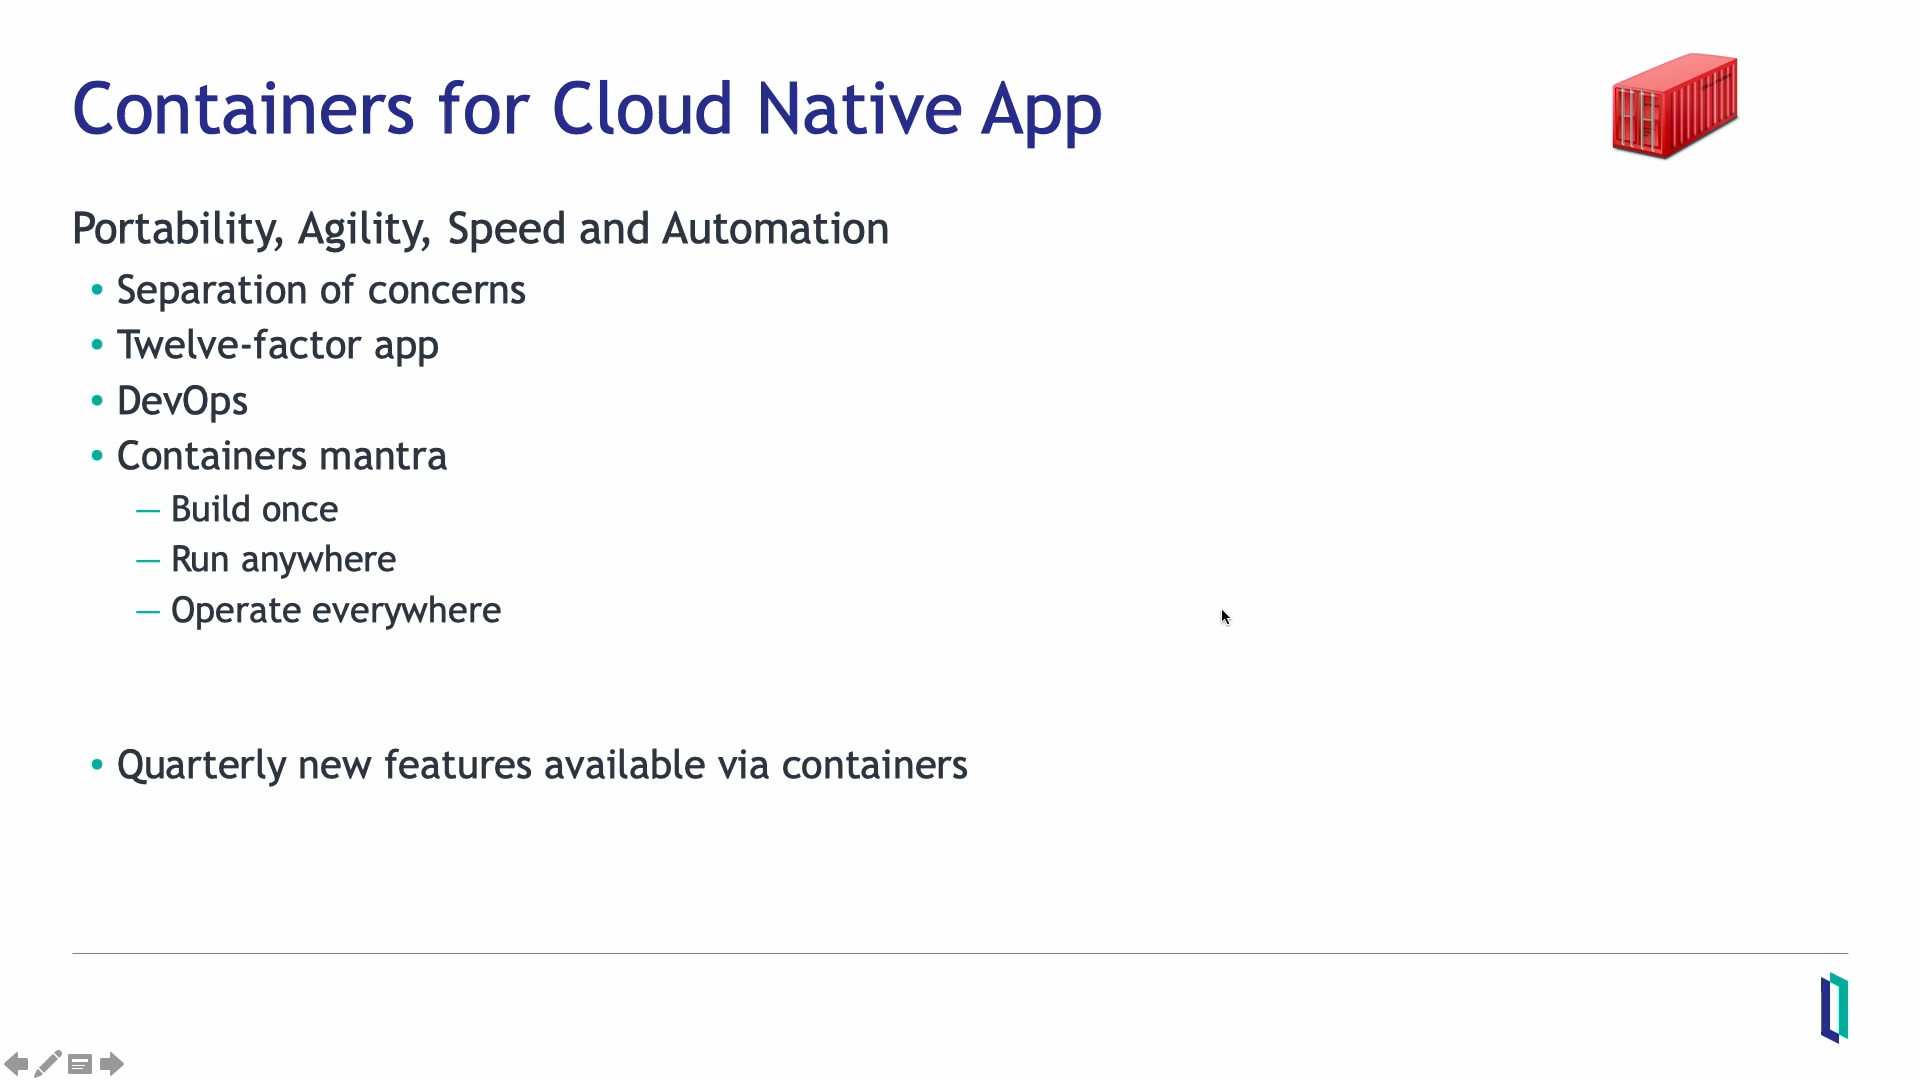 Containers for Cloud Native App
Portability, Agility, Speed and Automation
• Separation of concerns
• Twelve-factor app
• DevOps
• Containers mantra
— Build once
— Run anywhere
— Operate everywhere
• Quarterly new features available via containers